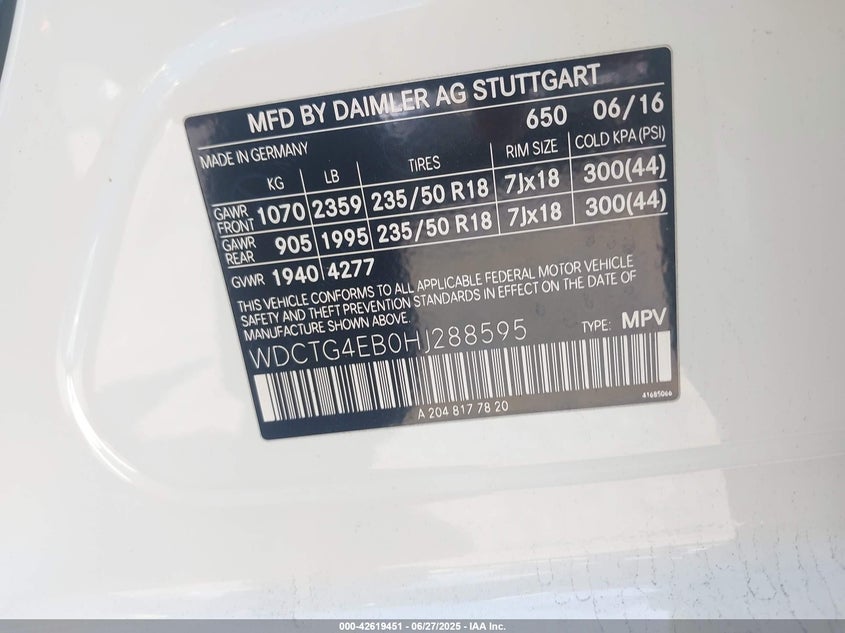 MFD BY DAIMLER AG STUTTGART
650 06/16
MADE IN GERMANY
KG LB TIRES RIM SIZE COLD KPA (PSI)
GAWR FRONT 1070 2359 235/50 R18 7Jx18 300(44)
GAWR REAR 905 1995 235/50 R18 7Jx18 300(44)
GVWR 1940 4277
THIS VEHICLE CONFORMS TO ALL APPLICABLE FEDERAL MOTOR VEHICLE
SAFETY AND THEFT PREVENTION STANDARDS IN EFFECT ON THE DATE OF
MANUFACTURE SHOWN ABOVE.
WDCTG4EB0HJ288595 TYPE: MPV
A 204 817 78 20
41685066
000-42619451 - 06/27/2025 - IAA Inc.